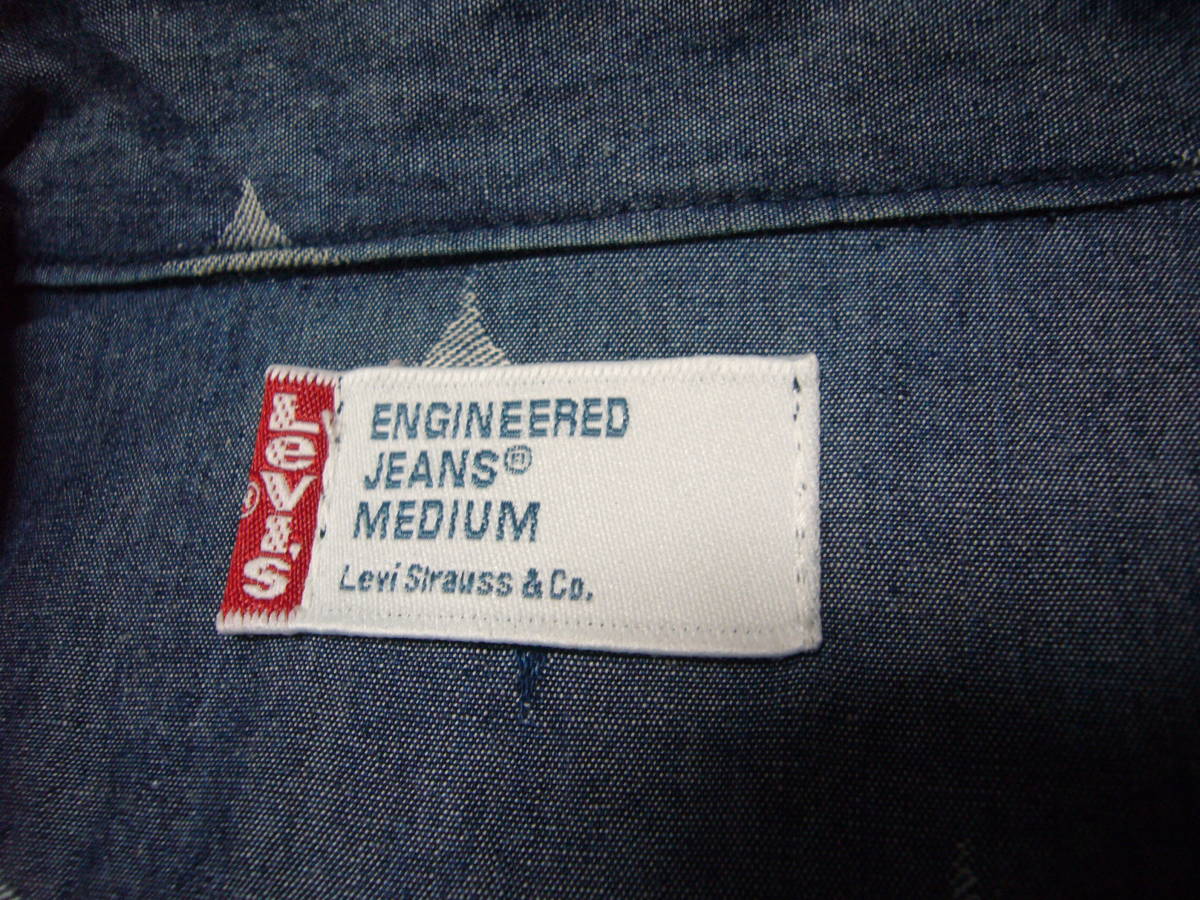 LeVI'S®
ENGINEERED
JEANS®
MEDIUM
Levi Strauss & Co.